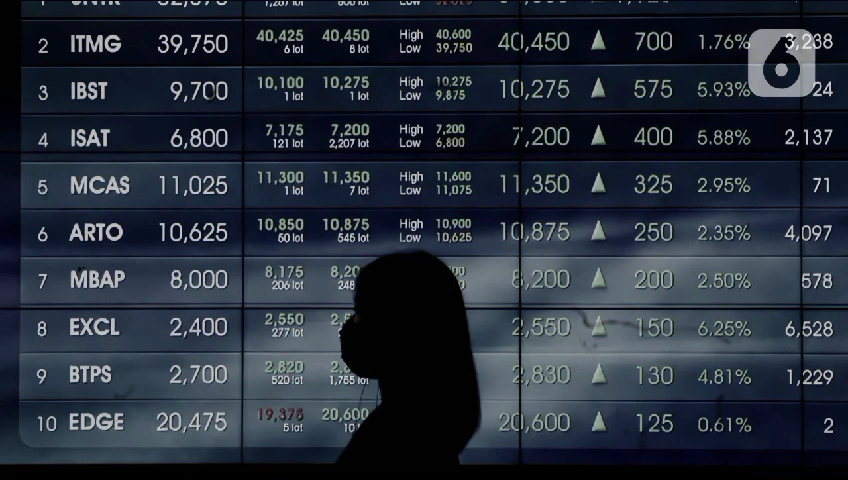 2 ITMG 39,750 40,425 6 lot 40,450 8 lot High 40,600 Low 39,750 40,450 ▲ 700 1.76% 3,238
3 IBST 9,700 10,100 1 lot 10,275 1 lot High 10,275 Low 9,875 10,275 ▲ 575 5.93% 24
4 ISAT 6,800 7,175 121 lot 7,200 2,207 lot High 7,200 Low 6,800 7,200 ▲ 400 5.88% 2,137
5 MCAS 11,025 11,300 1 lot 11,350 7 lot High 11,600 Low 11,075 11,350 ▲ 325 2.95% 71
6 ARTO 10,625 10,850 50 lot 10,875 545 lot High 10,900 Low 10,625 10,875 ▲ 250 2.35% 4,097
7 MBAP 8,000 8,175 206 lot 8,200 ▲ 200 2.50% 578
8 EXCL 2,400 2,550 277 lot 2,550 ▲ 150 6.25% 6,528
9 BTPS 2,700 2,820 520 lot 1,755 lot 2,830 ▲ 130 4.81% 1,229
10 EDGE 20,475 19,375 5 lot 20,600 20,600 ▲ 125 0.61% 2